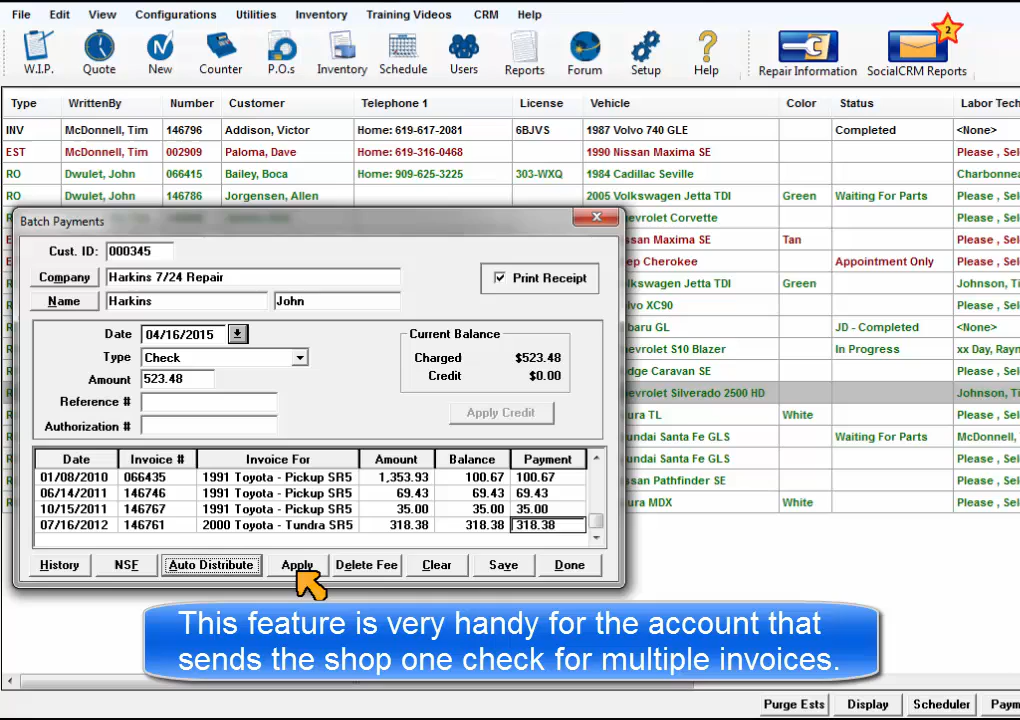 File Edit View Configurations Utilities Inventory Training Videos CRM Help
2
W.I.P. Quote New Counter P.O.s Inventory Schedule Users Reports Forum Setup Help Repair Information SocialCRM Reports
Type WrittenBy Number Customer Telephone 1 License Vehicle Color Status Labor Tech
INV McDonnell, Tim 146796 Addison, Victor Home: 619-617-2081 6BJVS 1987 Volvo 740 GLE Completed <None>
EST McDonnell, Tim 002909 Paloma, Dave Home: 619-316-0468 1990 Nissan Maxima SE Please , Sel
RO Dwulet, John 066415 Bailey, Boca Home: 909-625-3225 303-WXQ 1984 Cadillac Seville Charbonnea
RO Dwulet, John 146786 Jorgensen, Allen 2005 Volkswagen Jetta TDI Green Waiting For Parts Please , Sel
evrolet Corvette Please , Sel
ssan Maxima SE Tan Please , Sel
ep Cherokee Appointment Only Please , Sel
lkswagen Jetta TDI Green Johnson, Ti
lvo XC90 Please , Sel
baru GL JD - Completed <None>
evrolet S10 Blazer In Progress xx Day, Rayn
dge Caravan SE Please , Sel
evrolet Silverado 2500 HD Johnson, Ti
ura TL White Please , Sel
undai Santa Fe GLS Waiting For Parts McDonnell,
undai Santa Fe GLS Please , Sel
ssan Pathfinder SE Please , Sel
ura MDX White Please , Sel
Batch Payments
Cust. ID: 000345
Company Harkins 7/24 Repair
Print Receipt
Name Harkins John
Date 04/16/2015
Type Check
Amount 523.48
Reference #
Authorization #
Current Balance
Charged $523.48
Credit $0.00
Apply Credit
Date Invoice # Invoice For Amount Balance Payment
01/08/2010 066435 1991 Toyota - Pickup SR5 1,353.93 100.67 100.67
06/14/2011 146746 1991 Toyota - Pickup SR5 69.43 69.43 69.43
10/15/2011 146767 1991 Toyota - Pickup SR5 35.00 35.00 35.00
07/16/2012 146761 2000 Toyota - Tundra SR5 318.38 318.38 318.38
History NSF Auto Distribute Apply Delete Fee Clear Save Done
This feature is very handy for the account that
sends the shop one check for multiple invoices.
Purge Ests Display Scheduler Paym